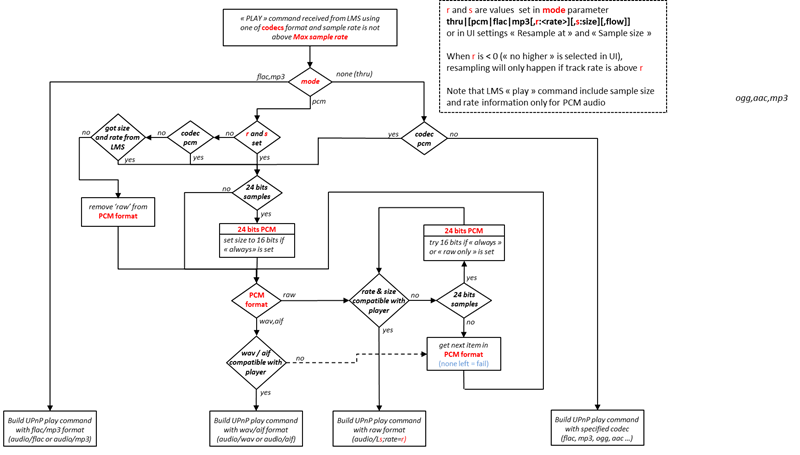 « PLAY » command received from LMS using
one of codecs format and sample rate is not
above Max sample rate
r and s are values set in mode parameter
thru|[pcm|flac|mp3[,r:<rate>][,s:size][,flow]]
or in UI settings « Resample at » and « Sample size »
When r is < 0 (« no higher » is selected in UI),
resampling will only happen if track rate is above r
Note that LMS « play » command include sample size
and rate information only for PCM audio
ogg,aac,mp3
flac,mp3
mode
none (thru)
pcm
no
got size
and rate from
LMS
yes
no
codec
pcm
yes
no
r and s
set
yes
yes
codec
pcm
no
no
24 bits
samples
yes
remove 'raw' from
PCM format
24 bits PCM
set size to 16 bits if
« always» is set
24 bits PCM
try 16 bits if « always »
or « raw only » is set
yes
PCM
format
raw
wav,aif
rate & size
compatible with
player
no
yes
24 bits
samples
no
wav / aif
compatible with
player
no
yes
get next item in
PCM format
(none left = fail)
Build UPnP play command
with flac/mp3 format
(audio/flac or audio/mp3)
Build UPnP play command
with wav/aif format
(audio/wav or audio/aif)
Build UPnP play command
with raw format
(audio/Ls;rate=r)
Build UPnP play command
with specified codec
(flac, mp3, ogg, aac ...)